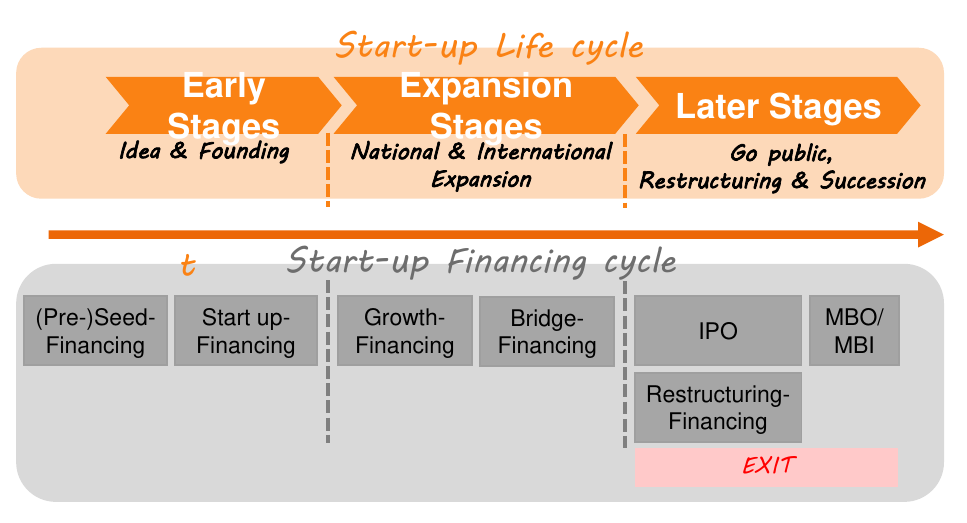 Start-up Life cycle
Early
Stages
Expansion
Stages
Later Stages
Idea & Founding
National & International
Expansion
Go public,
Restructuring & Succession
t
Start-up Financing cycle
(Pre-)Seed-
Financing
Start up-
Financing
Growth-
Financing
Bridge-
Financing
IPO
MBO/
MBI
Restructuring-
Financing
EXIT